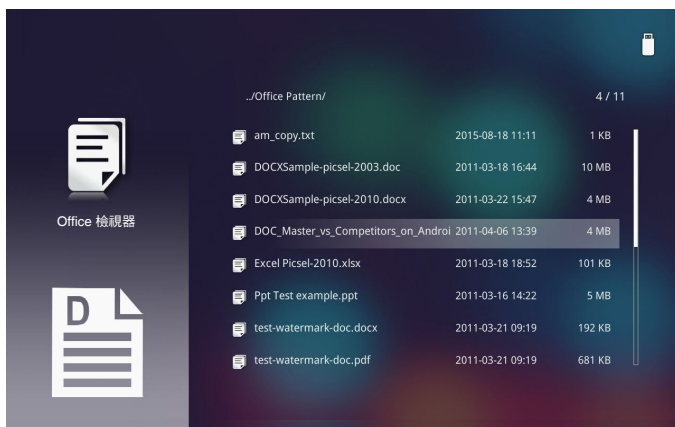 ../Office Pattern/ 4 / 11
am_copy.txt 2015-08-18 11:11 1 KB
DOCXSample-picsel-2003.doc 2011-03-18 16:44 10 MB
DOCXSample-picsel-2010.docx 2011-03-22 15:47 4 MB
Office 檢視器
DOC_Master_vs_Competitors_on_Androi 2011-04-06 13:39 4 MB
Excel Picsel-2010.xlsx 2011-03-18 18:52 101 KB
Ppt Test example.ppt 2011-03-16 14:22 5 MB
D
test-watermark-doc.docx 2011-03-21 09:19 192 KB
test-watermark-doc.pdf 2011-03-21 09:19 681 KB